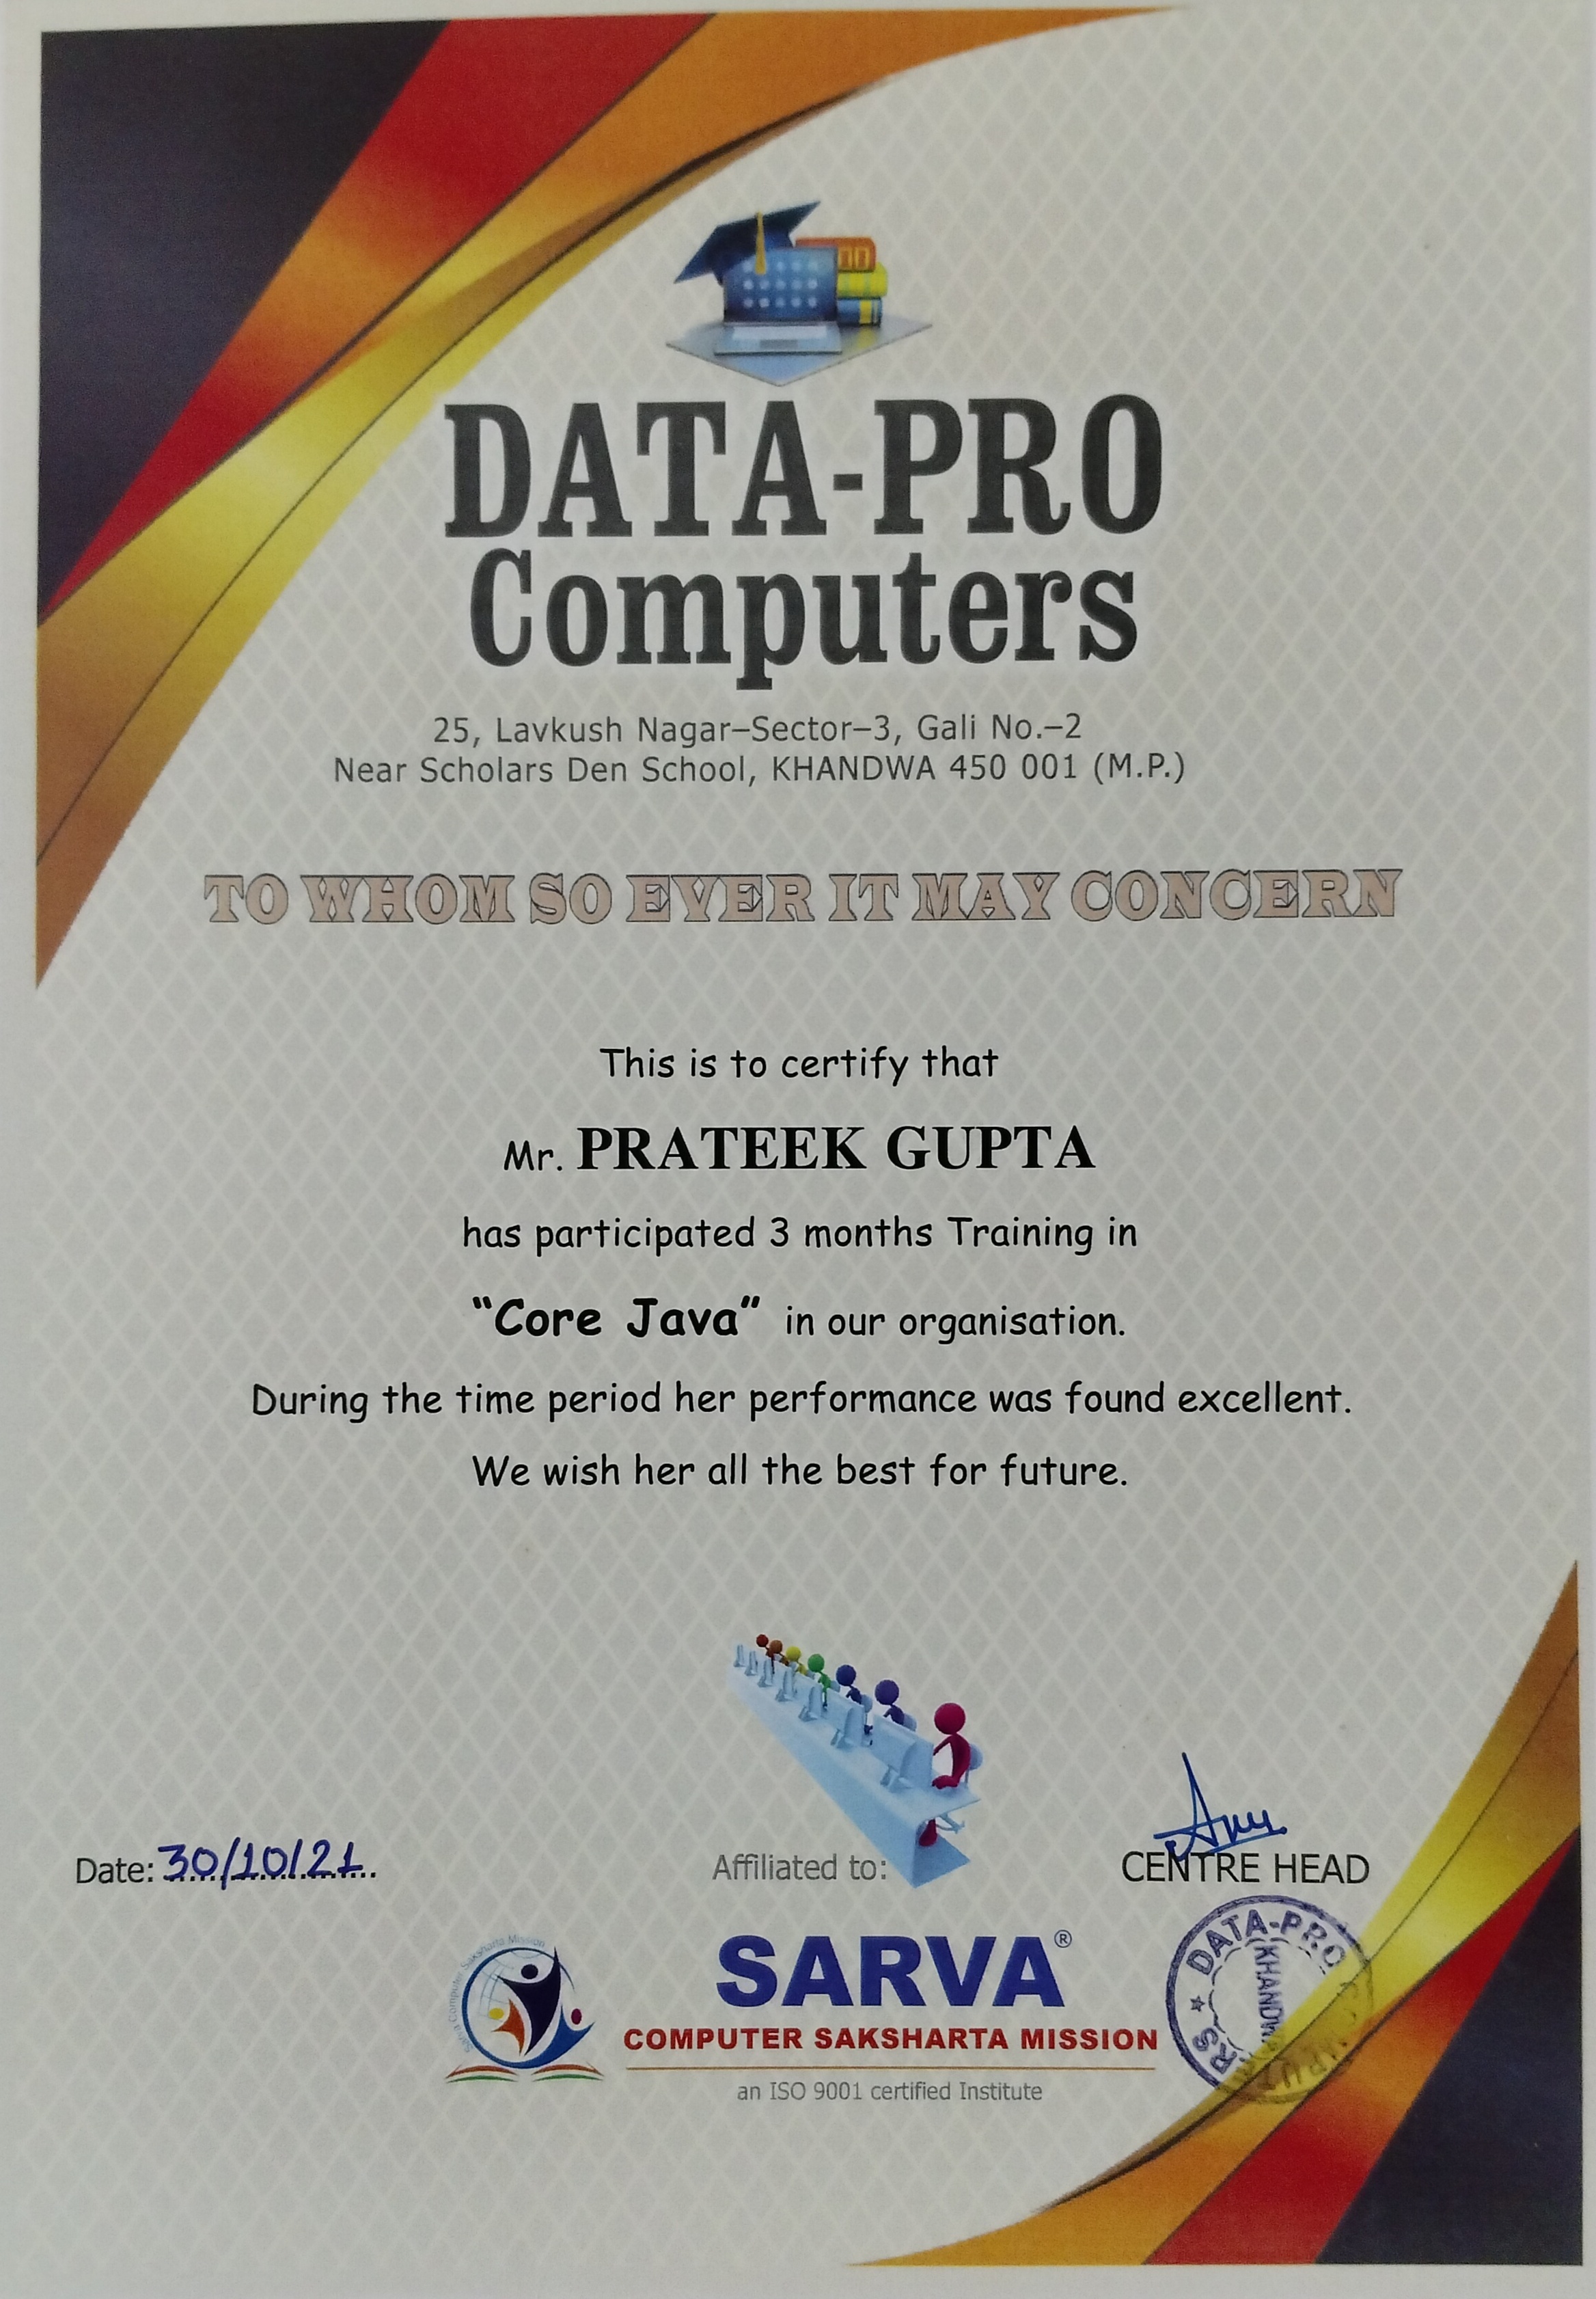 DATA-PRO
Computers
25, Lavkush Nagar–Sector–3, Gali No.–2
Near Scholars Den School, KHANDWA 450 001 (M.P.)
TO WHOM SO EVER IT MAY CONCERN
This is to certify that
Mr. PRATEEK GUPTA
has participated 3 months Training in
“Core Java” in our organisation.
During the time period her performance was found excellent.
We wish her all the best for future.
Date: 30/10/21
Affiliated to:
CENTRE HEAD
SARVA®
COMPUTER SAKSHARTA MISSION
an ISO 9001 certified Institute
Computer Saksharta Mission
DATA-PRO
KHANDWA